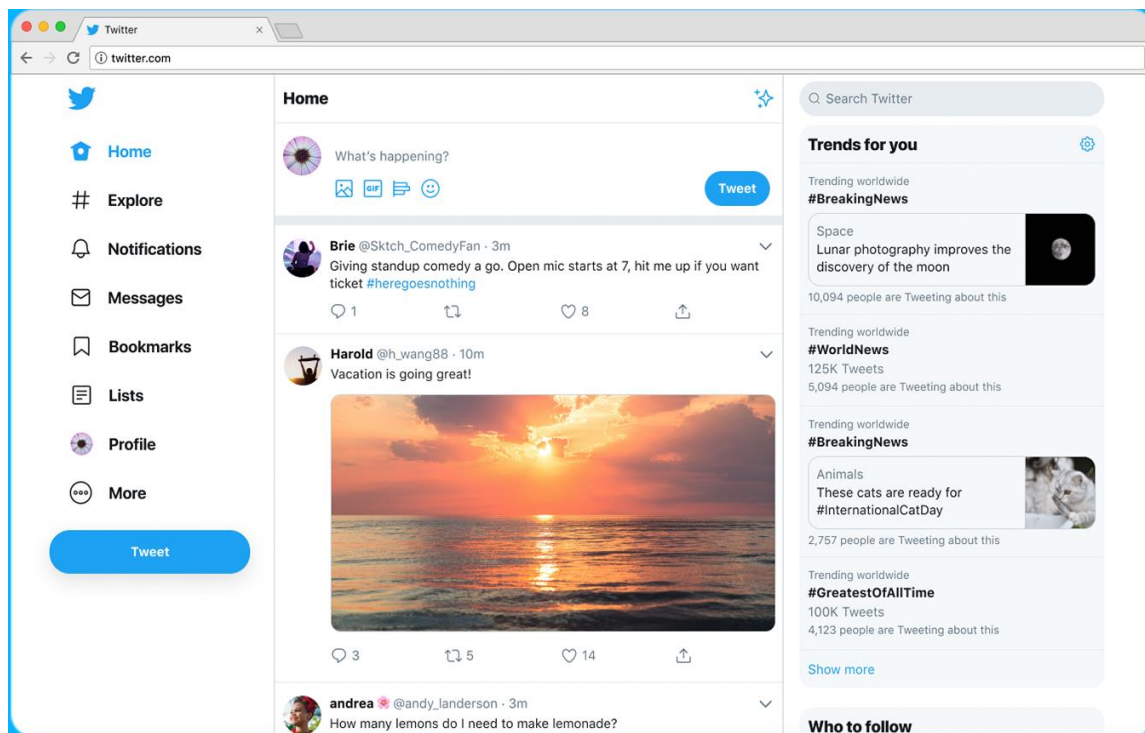 Twitter
twitter.com
Home
Explore
Notifications
Messages
Bookmarks
Lists
Profile
More
Tweet
Home
What's happening?
GIF
Tweet
Brie @Sktch_ComedyFan · 3m
Giving standup comedy a go. Open mic starts at 7, hit me up if you want
ticket #heregoesnothing
1
8
Harold @h_wang88 · 10m
Vacation is going great!
3
5
14
andrea 🌸 @andy_landerson · 3m
How many lemons do I need to make lemonade?
Search Twitter
Trends for you
Trending worldwide
#BreakingNews
Space
Lunar photography improves the
discovery of the moon
10,094 people are Tweeting about this
Trending worldwide
#WorldNews
125K Tweets
5,094 people are Tweeting about this
Trending worldwide
#BreakingNews
Animals
These cats are ready for
#InternationalCatDay
2,757 people are Tweeting about this
Trending worldwide
#GreatestOfAllTime
100K Tweets
4,123 people are Tweeting about this
Show more
Who to follow